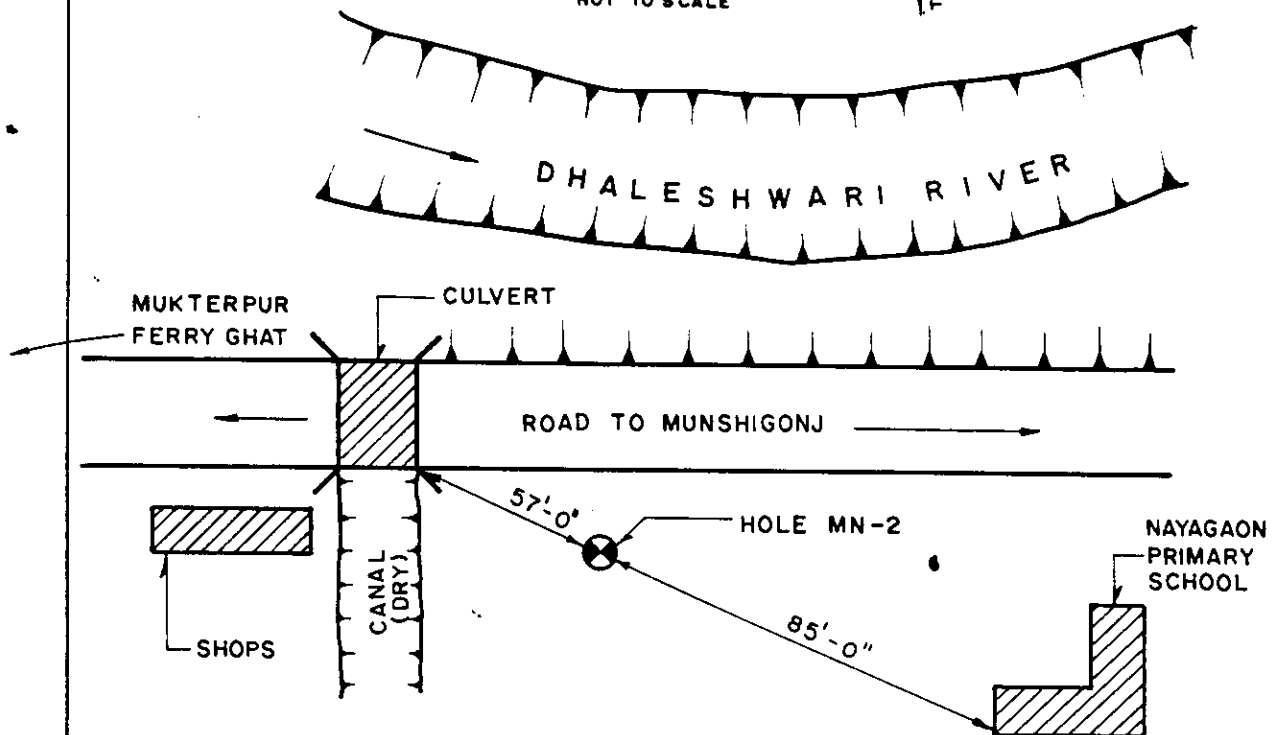 NOT TO SCALE
DHALESHWARI RIVER
MUKTERPUR
FERRY GHAT
CULVERT
ROAD TO MUNSHIGONJ
57'-0"
HOLE MN-2
NAYAGAON
PRIMARY
SCHOOL
CANAL
(DRY)
85'-0"
SHOPS